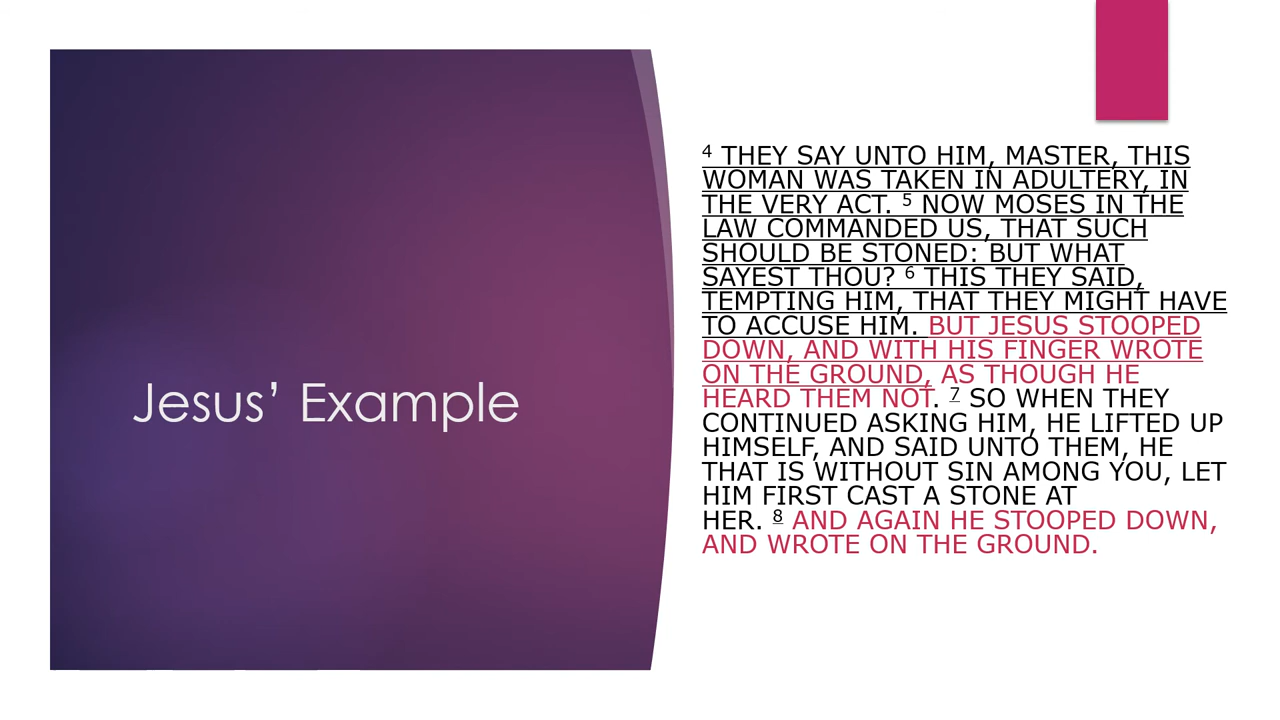 Jesus’ Example
4 THEY SAY UNTO HIM, MASTER, THIS
WOMAN WAS TAKEN IN ADULTERY, IN
THE VERY ACT. 5 NOW MOSES IN THE
LAW COMMANDED US, THAT SUCH
SHOULD BE STONED: BUT WHAT
SAYEST THOU? 6 THIS THEY SAID,
TEMPTING HIM, THAT THEY MIGHT HAVE
TO ACCUSE HIM. BUT JESUS STOOPED
DOWN, AND WITH HIS FINGER WROTE
ON THE GROUND, AS THOUGH HE
HEARD THEM NOT. 7 SO WHEN THEY
CONTINUED ASKING HIM, HE LIFTED UP
HIMSELF, AND SAID UNTO THEM, HE
THAT IS WITHOUT SIN AMONG YOU, LET
HIM FIRST CAST A STONE AT
HER. 8 AND AGAIN HE STOOPED DOWN,
AND WROTE ON THE GROUND.